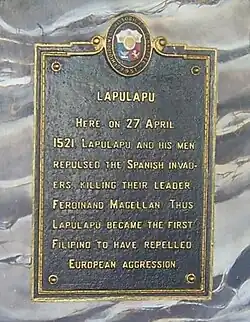 LAPULAPU
HERE ON 27 APRIL
1521 LAPULAPU AND HIS MEN
REPULSED THE SPANISH INVAD-
ERS, KILLING THEIR LEADER
FERDINAND MAGELLAN. THUS
LAPULAPU BECAME THE FIRST
FILIPINO TO HAVE REPELLED
EUROPEAN AGGRESSION.